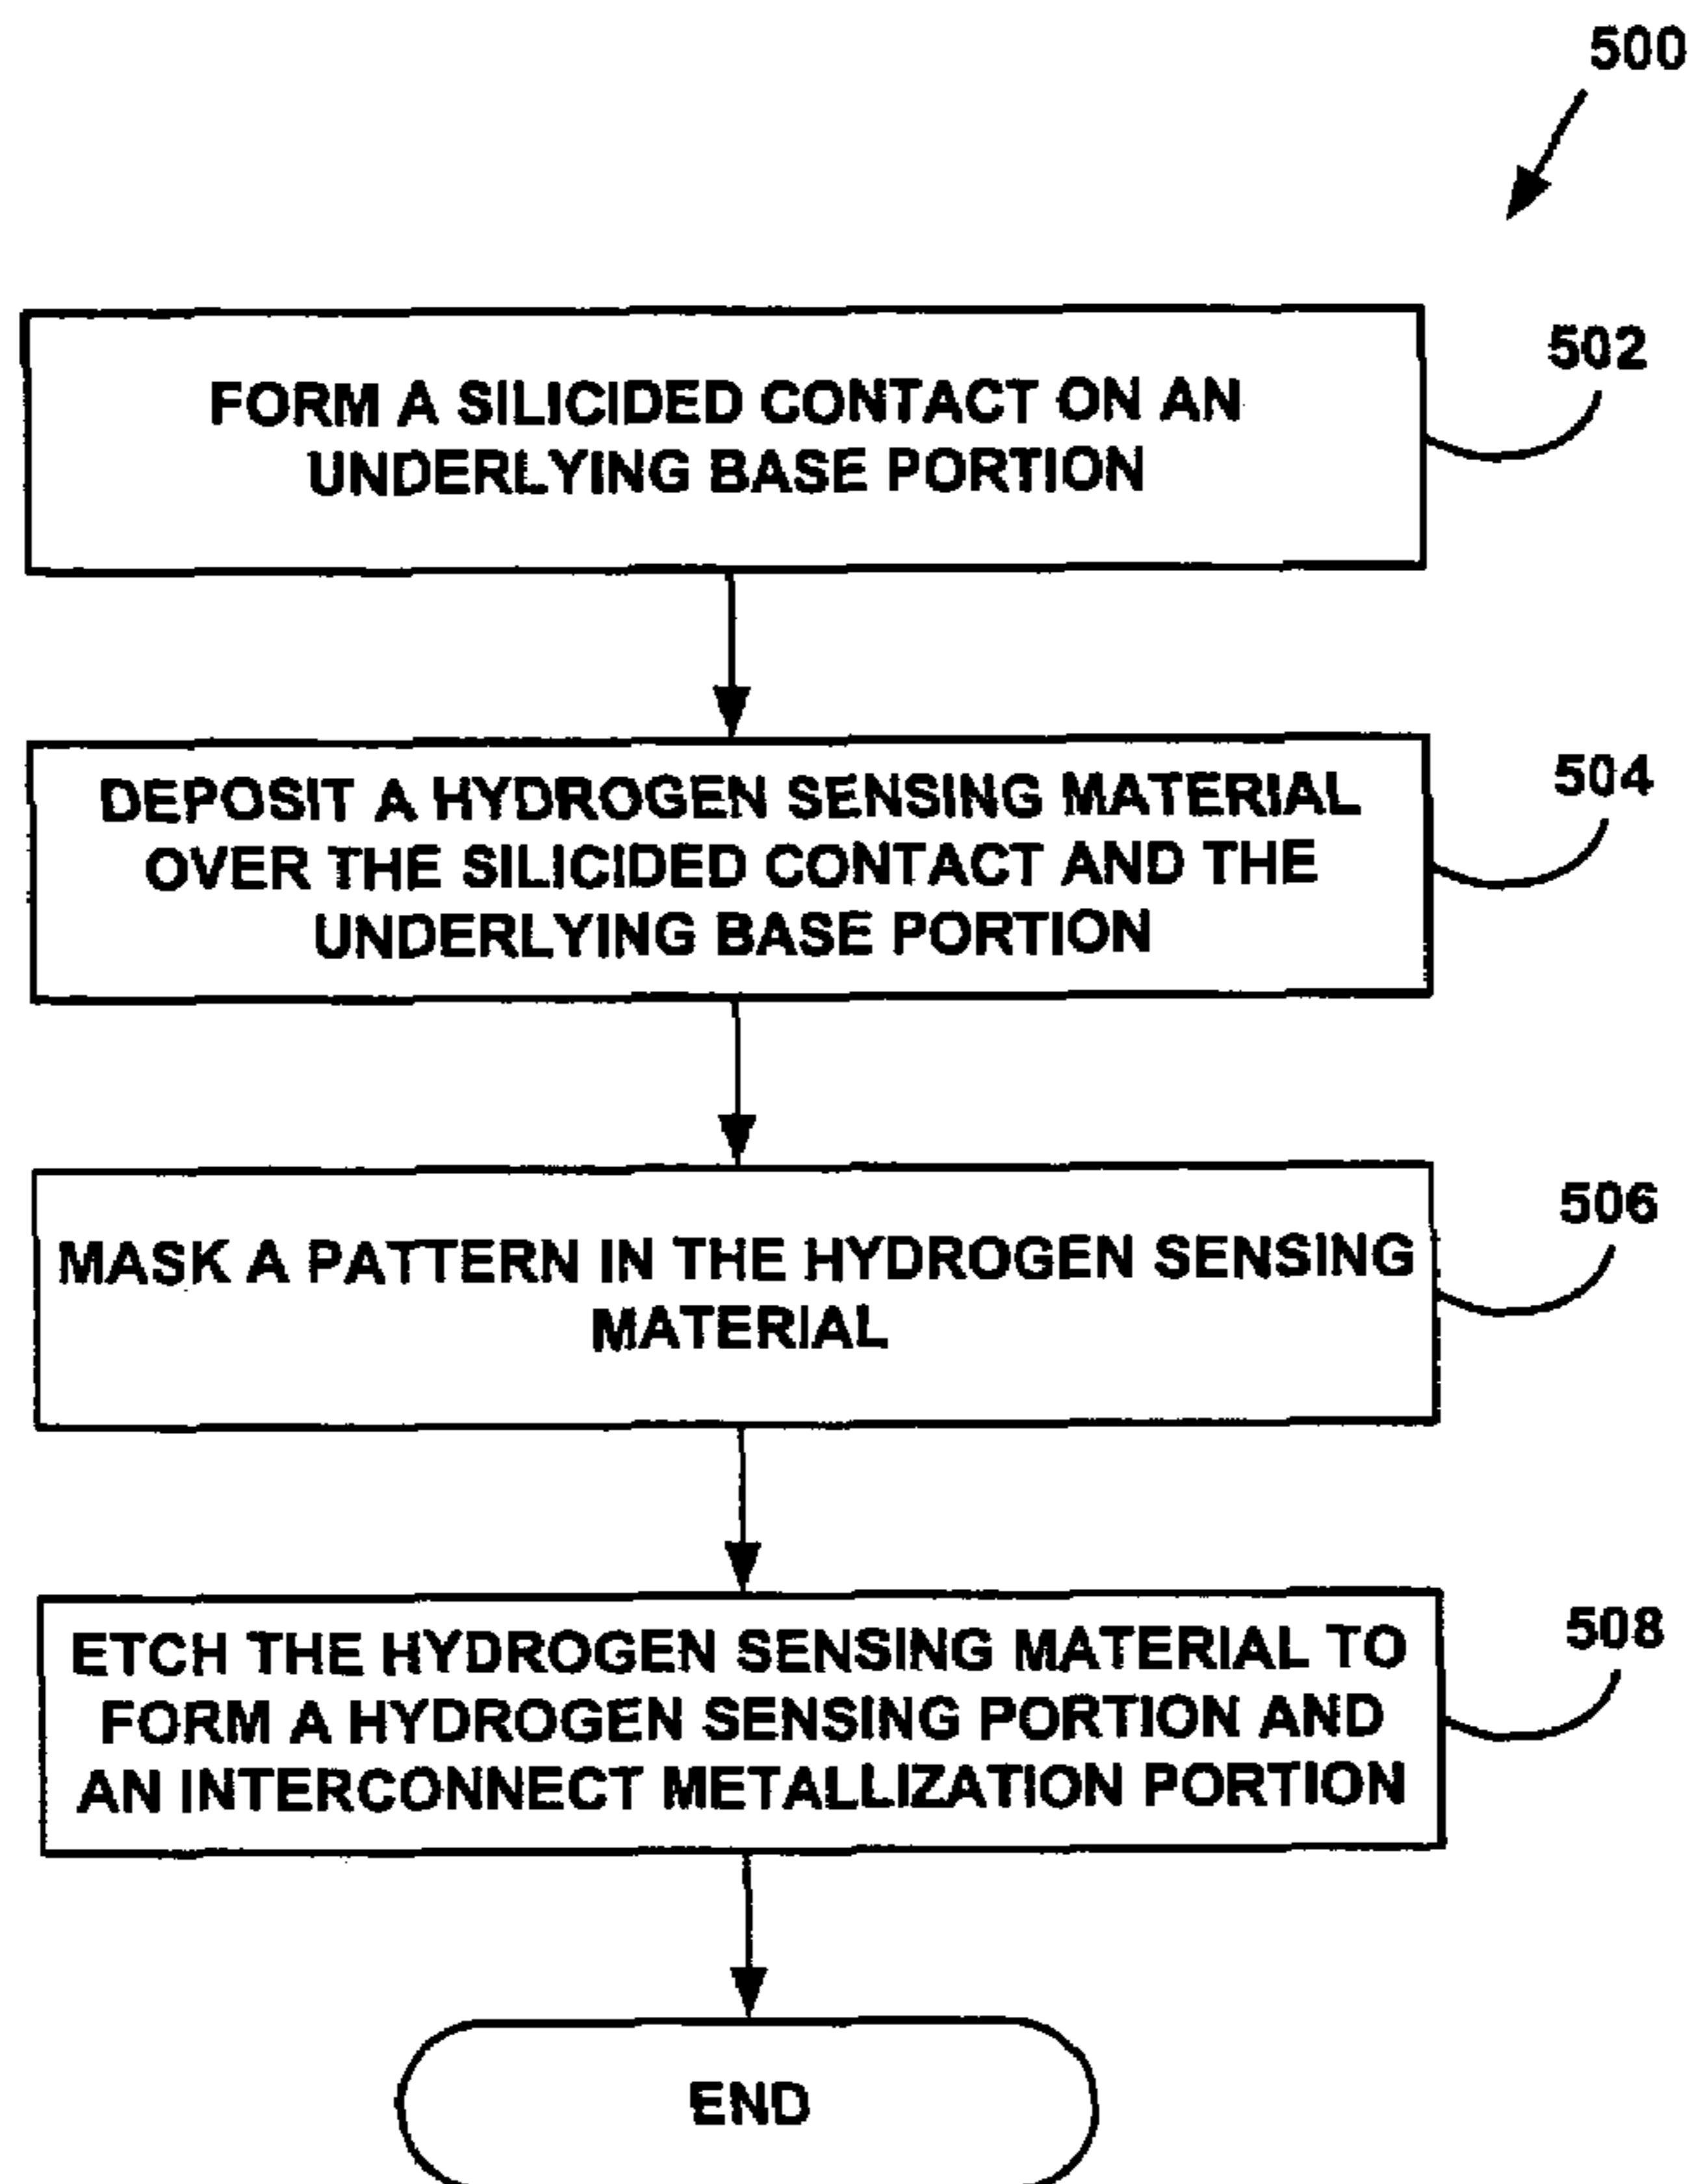 500
502
FORM A SILICIDED CONTACT ON AN
UNDERLYING BASE PORTION
504
DEPOSIT A HYDROGEN SENSING MATERIAL
OVER THE SILICIDED CONTACT AND THE
UNDERLYING BASE PORTION
506
MASK A PATTERN IN THE HYDROGEN SENSING
MATERIAL
508
ETCH THE HYDROGEN SENSING MATERIAL TO
FORM A HYDROGEN SENSING PORTION AND
AN INTERCONNECT METALLIZATION PORTION
END